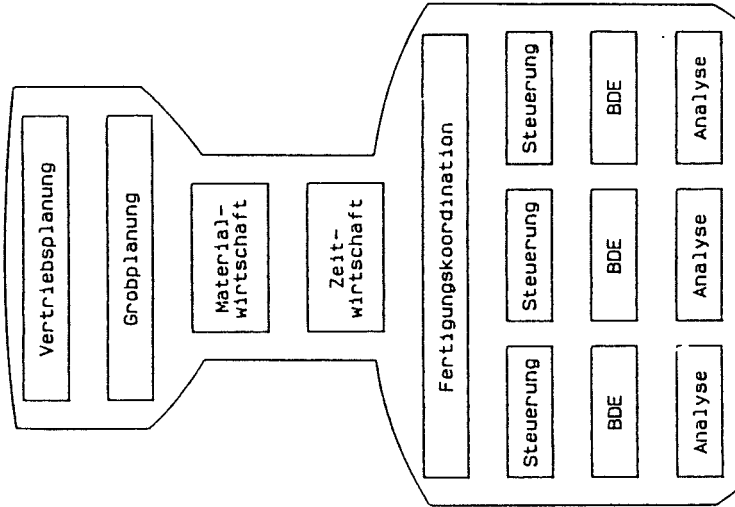 Vertriebsplanung
Grobplanung
Material-
wirtschaft
Zeit-
wirtschaft
Fertigungskoordination
Steuerung
Steuerung
Steuerung
BDE
BDE
BDE
Analyse
Analyse
Analyse